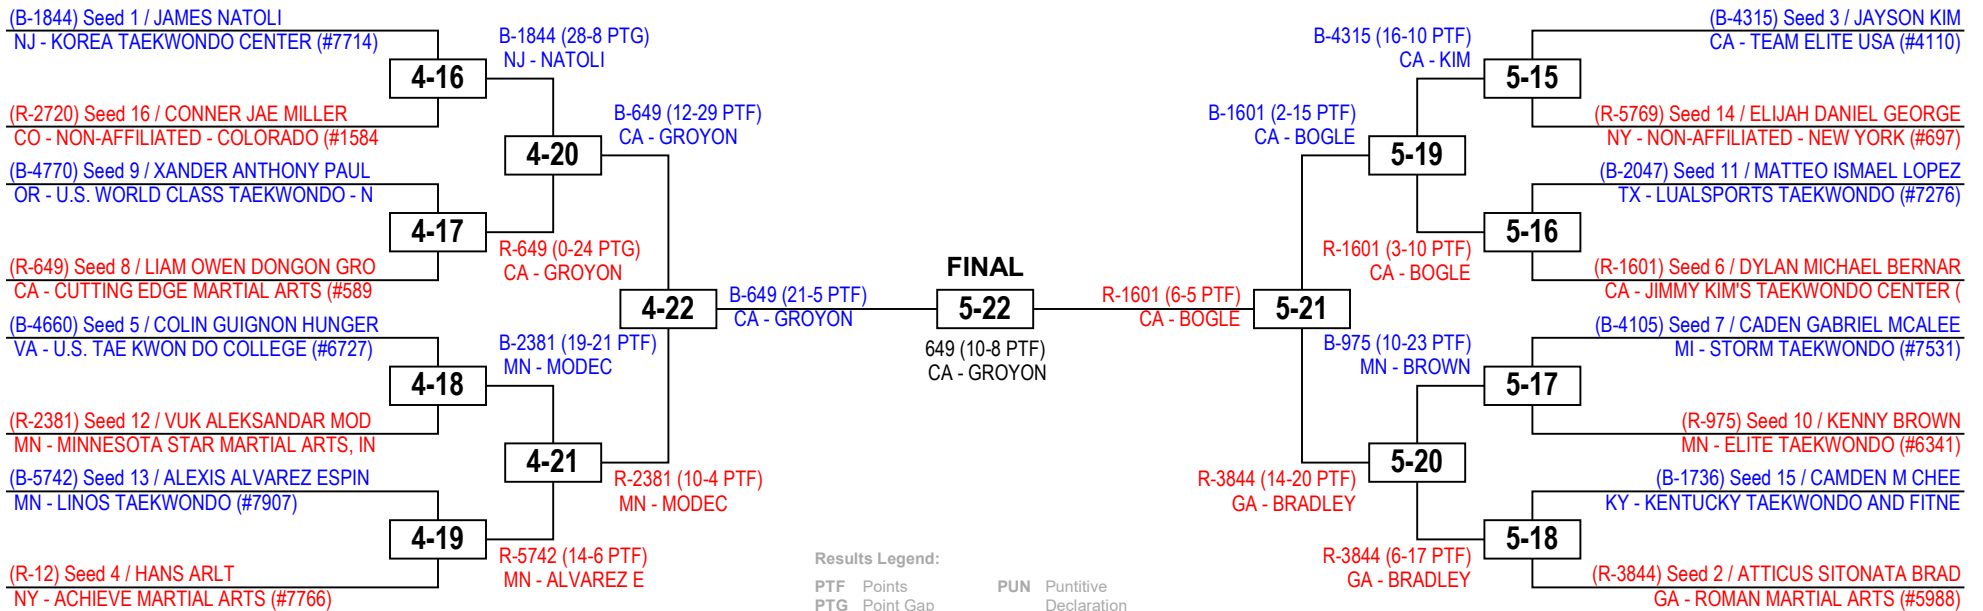 (B-1844) Seed 1 / JAMES NATOLI
NJ - KOREA TAEKWONDO CENTER (#7714)
4-16
(R-2720) Seed 16 / CONNER JAE MILLER
CO - NON-AFFILIATED - COLORADO (#1584
(B-4770) Seed 9 / XANDER ANTHONY PAUL
OR - U.S. WORLD CLASS TAEKWONDO - N
4-17
(R-649) Seed 8 / LIAM OWEN DONGON GRO
CA - CUTTING EDGE MARTIAL ARTS (#589
(B-4660) Seed 5 / COLIN GUIGNON HUNGER
VA - U.S. TAE KWON DO COLLEGE (#6727)
4-18
(R-2381) Seed 12 / VUK ALEKSANDAR MOD
MN - MINNESOTA STAR MARTIAL ARTS, IN
(B-5742) Seed 13 / ALEXIS ALVAREZ ESPIN
MN - LINOS TAEKWONDO (#7907)
4-19
(R-12) Seed 4 / HANS ARLT
NY - ACHIEVE MARTIAL ARTS (#7766)
B-1844 (28-8 PTG)
NJ - NATOLI
4-20
R-649 (0-24 PTG)
CA - GROYON
B-2381 (19-21 PTF)
MN - MODEC
4-21
R-5742 (14-6 PTF)
MN - ALVAREZ E
B-649 (12-29 PTF)
CA - GROYON
4-22
R-2381 (10-4 PTF)
MN - MODEC
B-649 (21-5 PTF)
CA - GROYON
FINAL
5-22
649 (10-8 PTF)
CA - GROYON
R-1601 (6-5 PTF)
CA - BOGLE
B-1601 (2-15 PTF)
CA - BOGLE
5-21
R-3844 (14-20 PTF)
GA - BRADLEY
B-4315 (16-10 PTF)
CA - KIM
5-19
R-1601 (3-10 PTF)
CA - BOGLE
B-975 (10-23 PTF)
MN - BROWN
5-20
R-3844 (6-17 PTF)
GA - BRADLEY
(B-4315) Seed 3 / JAYSON KIM
CA - TEAM ELITE USA (#4110)
5-15
(R-5769) Seed 14 / ELIJAH DANIEL GEORGE
NY - NON-AFFILIATED - NEW YORK (#697)
(B-2047) Seed 11 / MATTEO ISMAEL LOPEZ
TX - LUALSPORTS TAEKWONDO (#7276)
5-16
(R-1601) Seed 6 / DYLAN MICHAEL BERNAR
CA - JIMMY KIM'S TAEKWONDO CENTER (
(B-4105) Seed 7 / CADEN GABRIEL MCALEE
MI - STORM TAEKWONDO (#7531)
5-17
(R-975) Seed 10 / KENNY BROWN
MN - ELITE TAEKWONDO (#6341)
(B-1736) Seed 15 / CAMDEN M CHEE
KY - KENTUCKY TAEKWONDO AND FITNE
5-18
(R-3844) Seed 2 / ATTICUS SITONATA BRAD
GA - ROMAN MARTIAL ARTS (#5988)
Results Legend:
PTF Points
PTG Point Gap
PUN Puntitive
Declaration